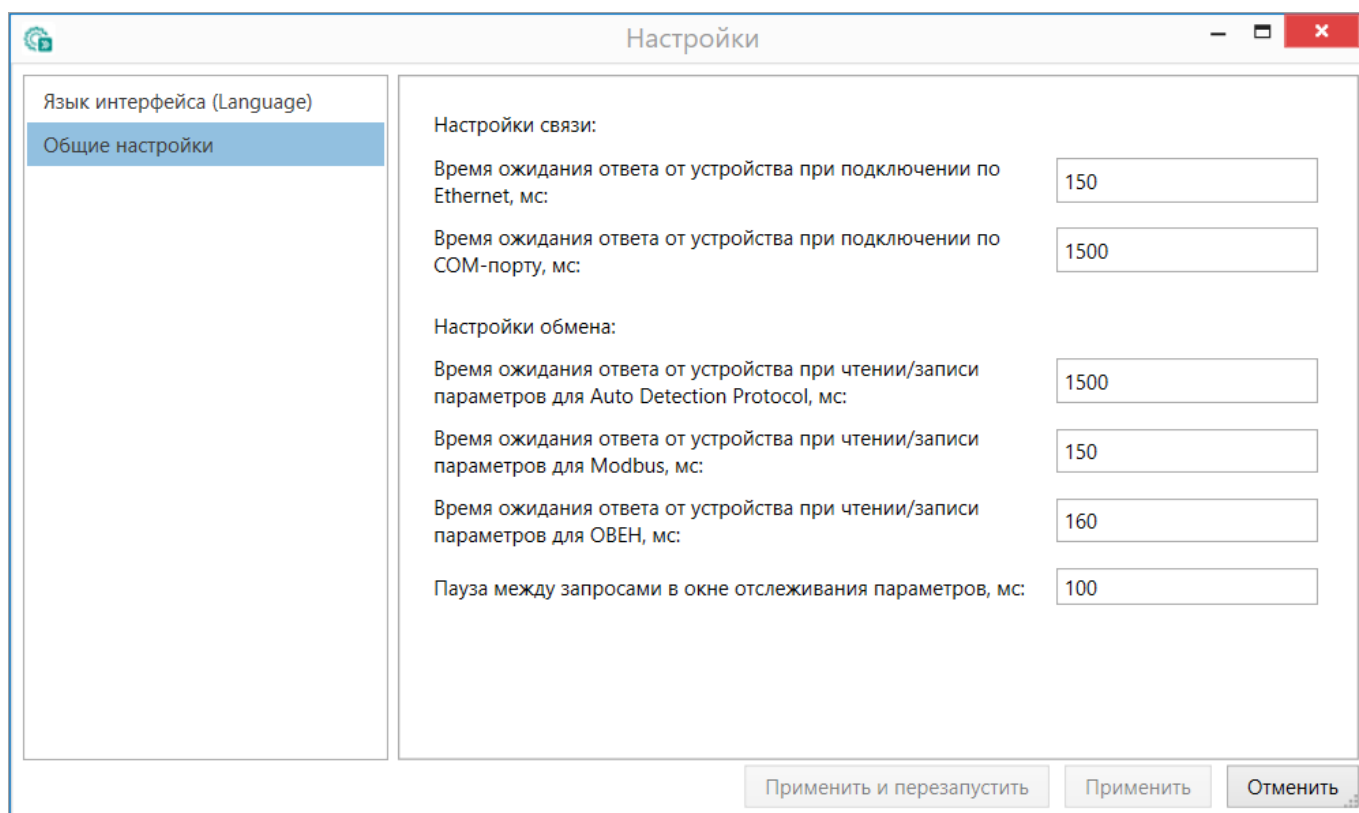 Настройки
Язык интерфейса (Language)
Общие настройки
Настройки связи:
Время ожидания ответа от устройства при подключении по
Ethernet, мс:
150
Время ожидания ответа от устройства при подключении по
COM-порту, мс:
1500
Настройки обмена:
Время ожидания ответа от устройства при чтении/записи
параметров для Auto Detection Protocol, мс:
1500
Время ожидания ответа от устройства при чтении/записи
параметров для Modbus, мс:
150
Время ожидания ответа от устройства при чтении/записи
параметров для ОВЕН, мс:
160
Пауза между запросами в окне отслеживания параметров, мс:
100
Применить и перезапустить
Применить
Отменить